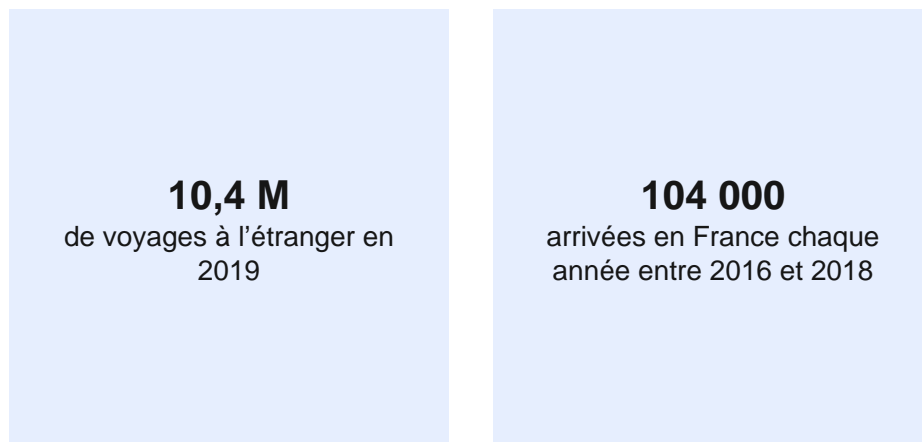 10,4 M
de voyages à l’étranger en
2019
104 000
arrivées en France chaque
année entre 2016 et 2018